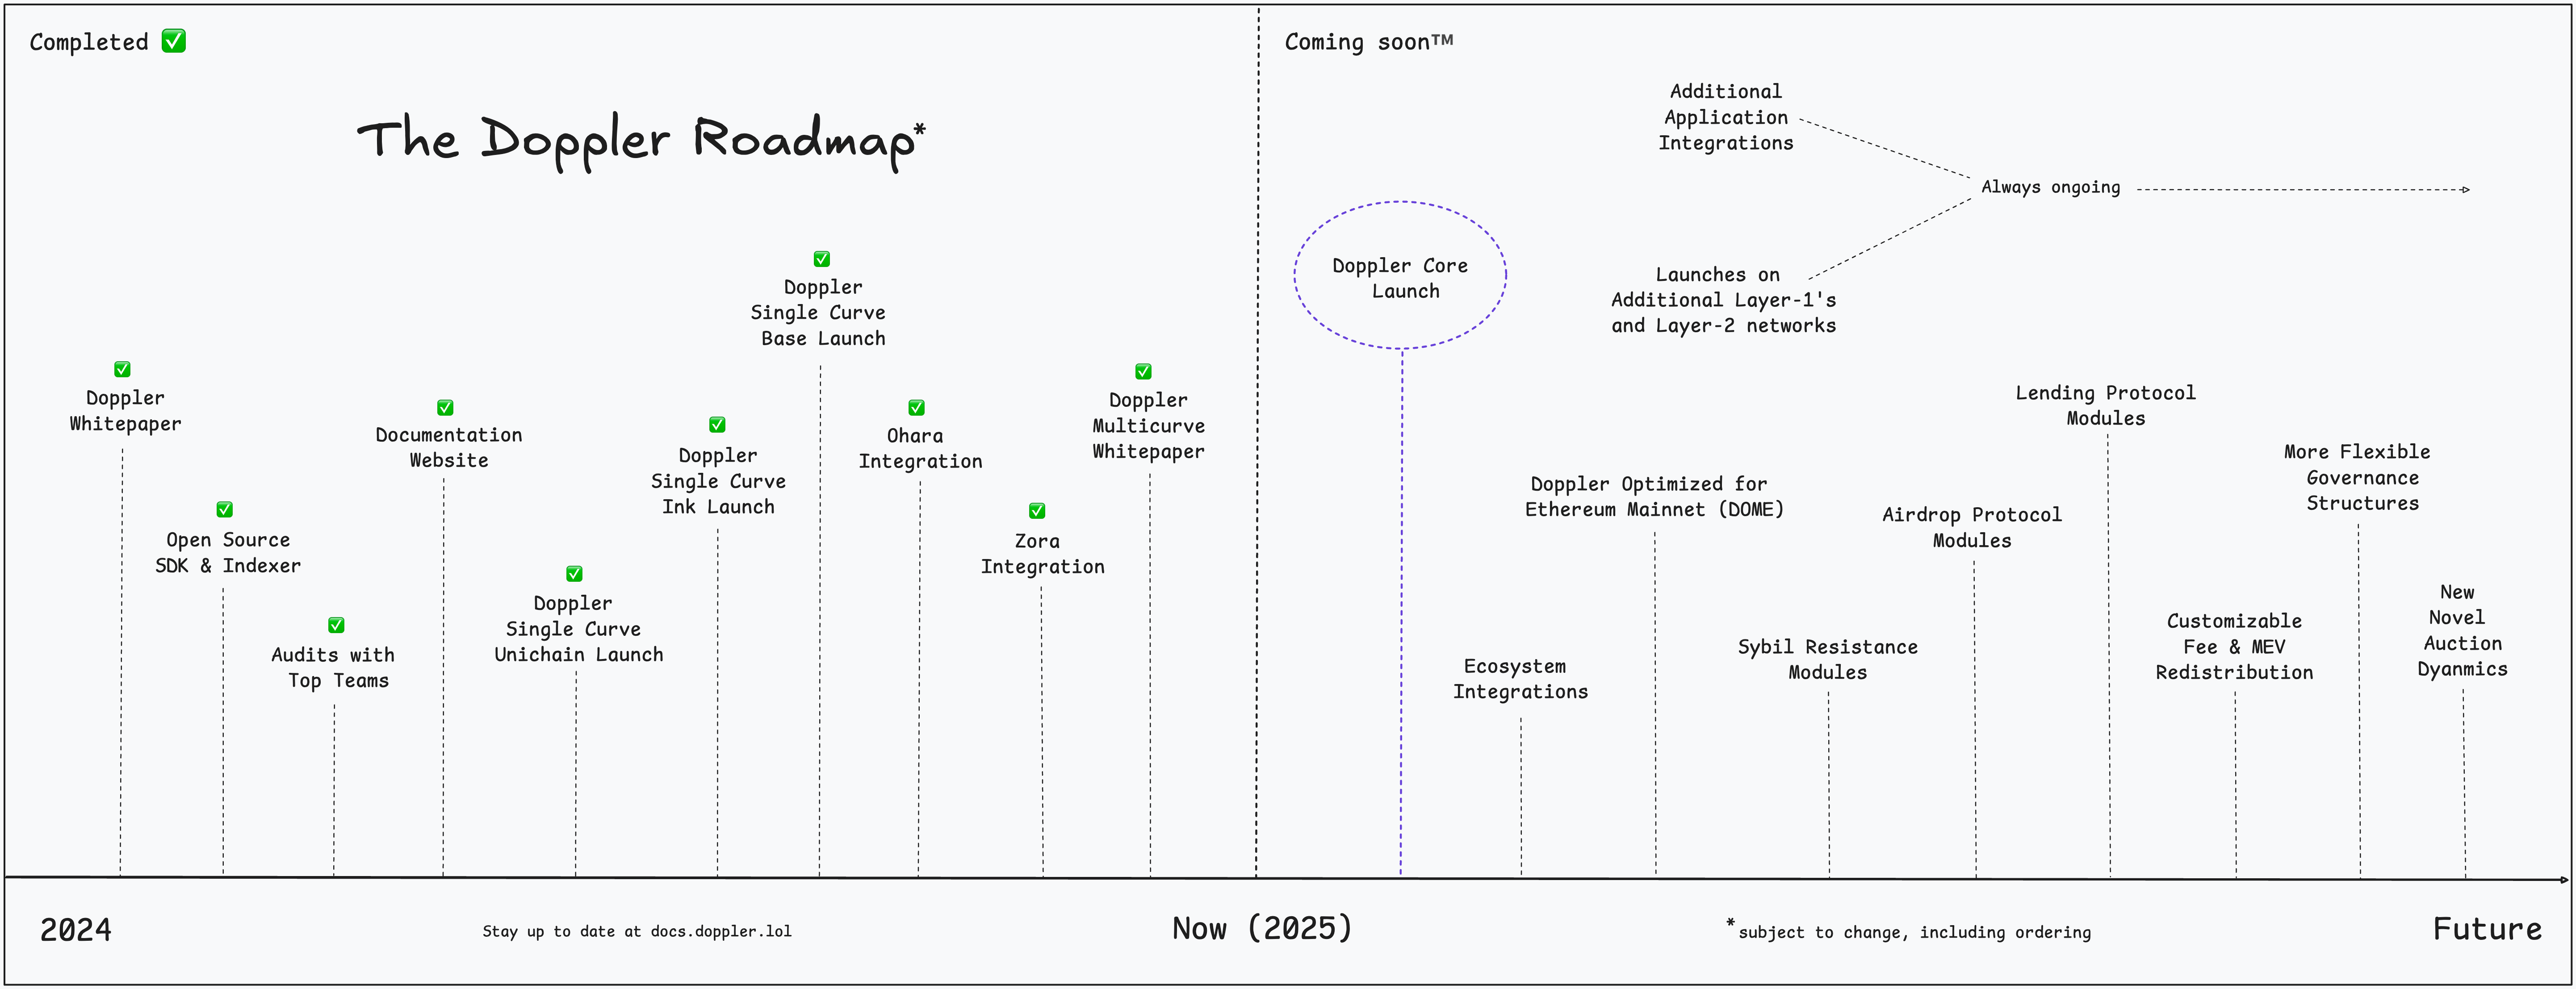 Completed ✅
Coming soon™
The Doppler Roadmap*
Additional
Application
Integrations
Always ongoing
Launches on
Additional Layer-1's
and Layer-2 networks
Doppler Core
Launch
✅
Doppler
Whitepaper
✅
Open Source
SDK & Indexer
✅
Audits with
Top Teams
✅
Documentation
Website
✅
Doppler
Single Curve
Unichain Launch
✅
Doppler
Single Curve
Ink Launch
✅
Doppler
Single Curve
Base Launch
✅
Ohara
Integration
✅
Zora
Integration
✅
Doppler
Multicurve
Whitepaper
Ecosystem
Integrations
Doppler Optimized for
Ethereum Mainnet (DOME)
Sybil Resistance
Modules
Airdrop Protocol
Modules
Lending Protocol
Modules
Customizable
Fee & MEV
Redistribution
More Flexible
Governance
Structures
New
Novel
Auction
Dyanmics
2024
Stay up to date at docs.doppler.lol
Now (2025)
*subject to change, including ordering
Future